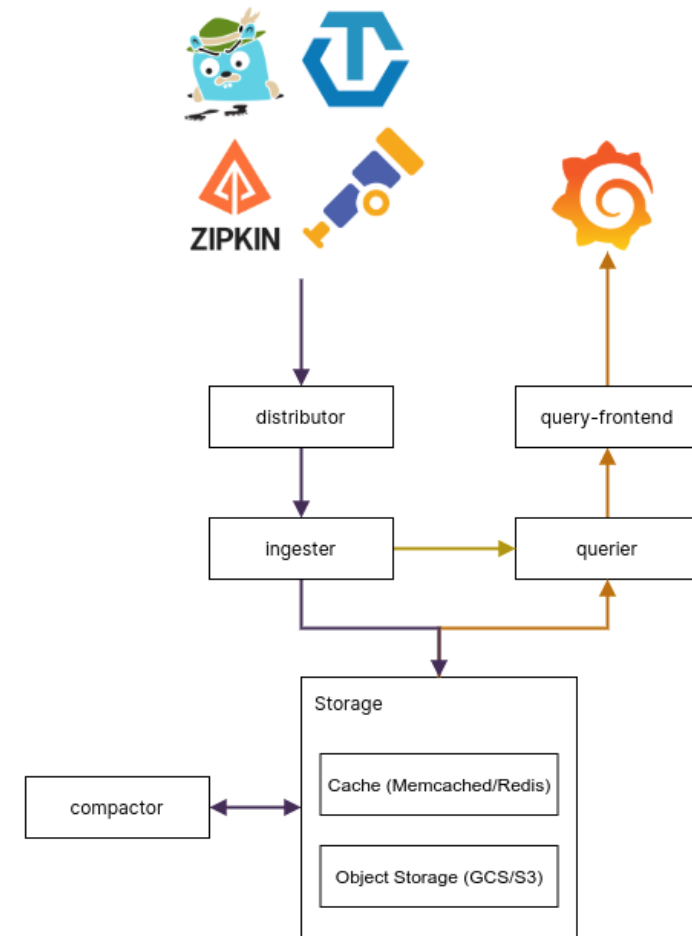 ZIPKIN
distributor
query-frontend
ingester
querier
Storage
Cache (Memcached/Redis)
compactor
Object Storage (GCS/S3)